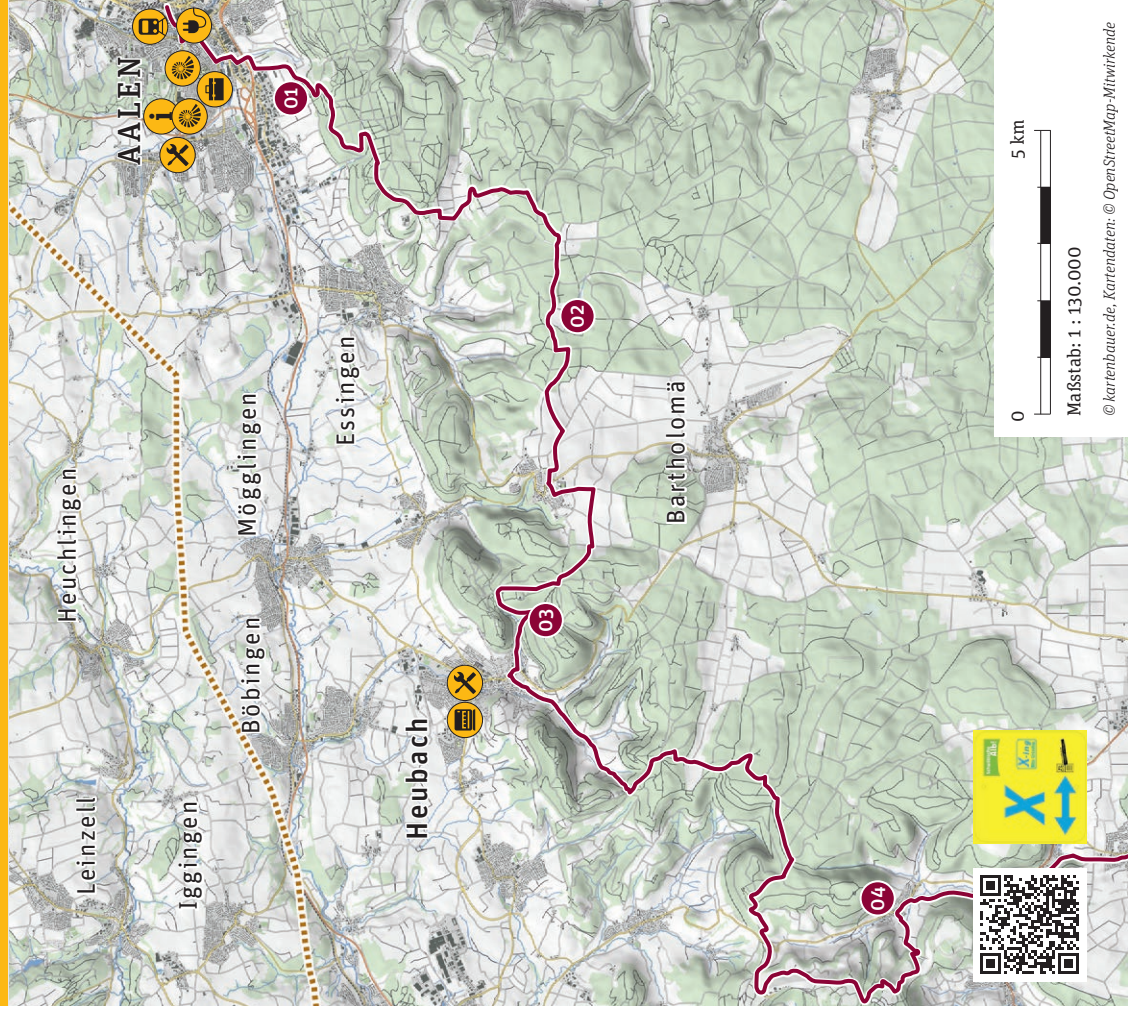 Heuchlingen
Leinzell
AALEN
Iggingen
Mögglingen
Böbingen
01
Essingen
Heubach
03
02
Bartholomä
04
X
X-ing
0 5 km
Maßstab: 1 : 130.000
© kartenbauer.de, Kartendaten: © OpenStreetMap-Mitwirkende